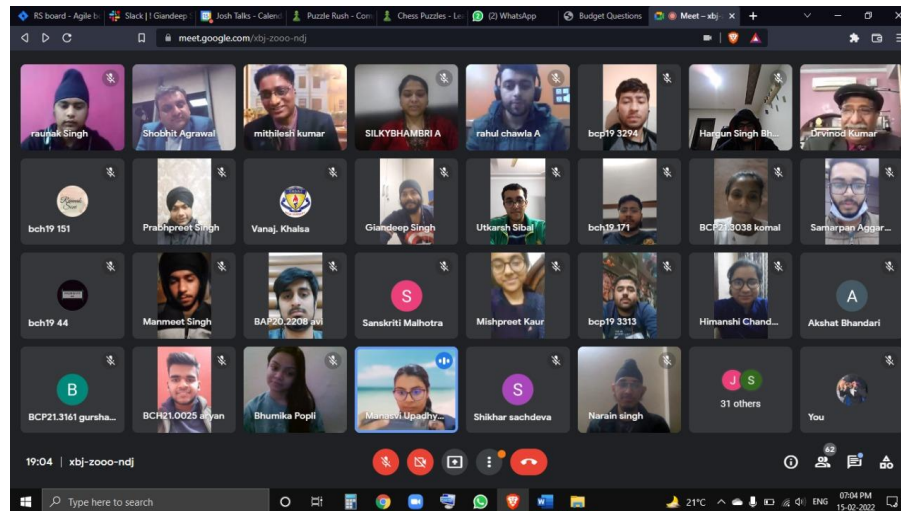 RS board - Agile b
Slack | ! Giandeep S
Josh Talks - Calend
Puzzle Rush - Com
Chess Puzzles - Le
(2) WhatsApp
Budget Questions
Meet – xbj-
meet.google.com/xbj-zooo-ndj
raunak Singh
Shobhit Agrawal
mithilesh kumar
SILKYBHAMBRI A
rahul chawla A
bcp19 3294
Hargun Singh Bh...
Drvinod Kumar
bch19 151
Prabhpreet Singh
Vanaj. Khalsa
Giandeep Singh
Utkarsh Sibal
bch19_171
BCP21.3038 komal
Samarpan Aggar...
bch19 44
Manmeet Singh
BAP20.2208 avi
S
Sanskriti Malhotra
Mishpreet Kaur
bcp19 3313
Himanshi Chand...
A
Akshat Bhandari
B
BCP21.3161 gursha...
BCH21.0025 aryan
Bhumika Popli
Manasvi Upadhy...
S
Shikhar sachdeva
Narain singh
J S
31 others
You
19:04 | xbj-zooo-ndj
62
Type here to search
21°C
ENG
07:04 PM
15-02-2022